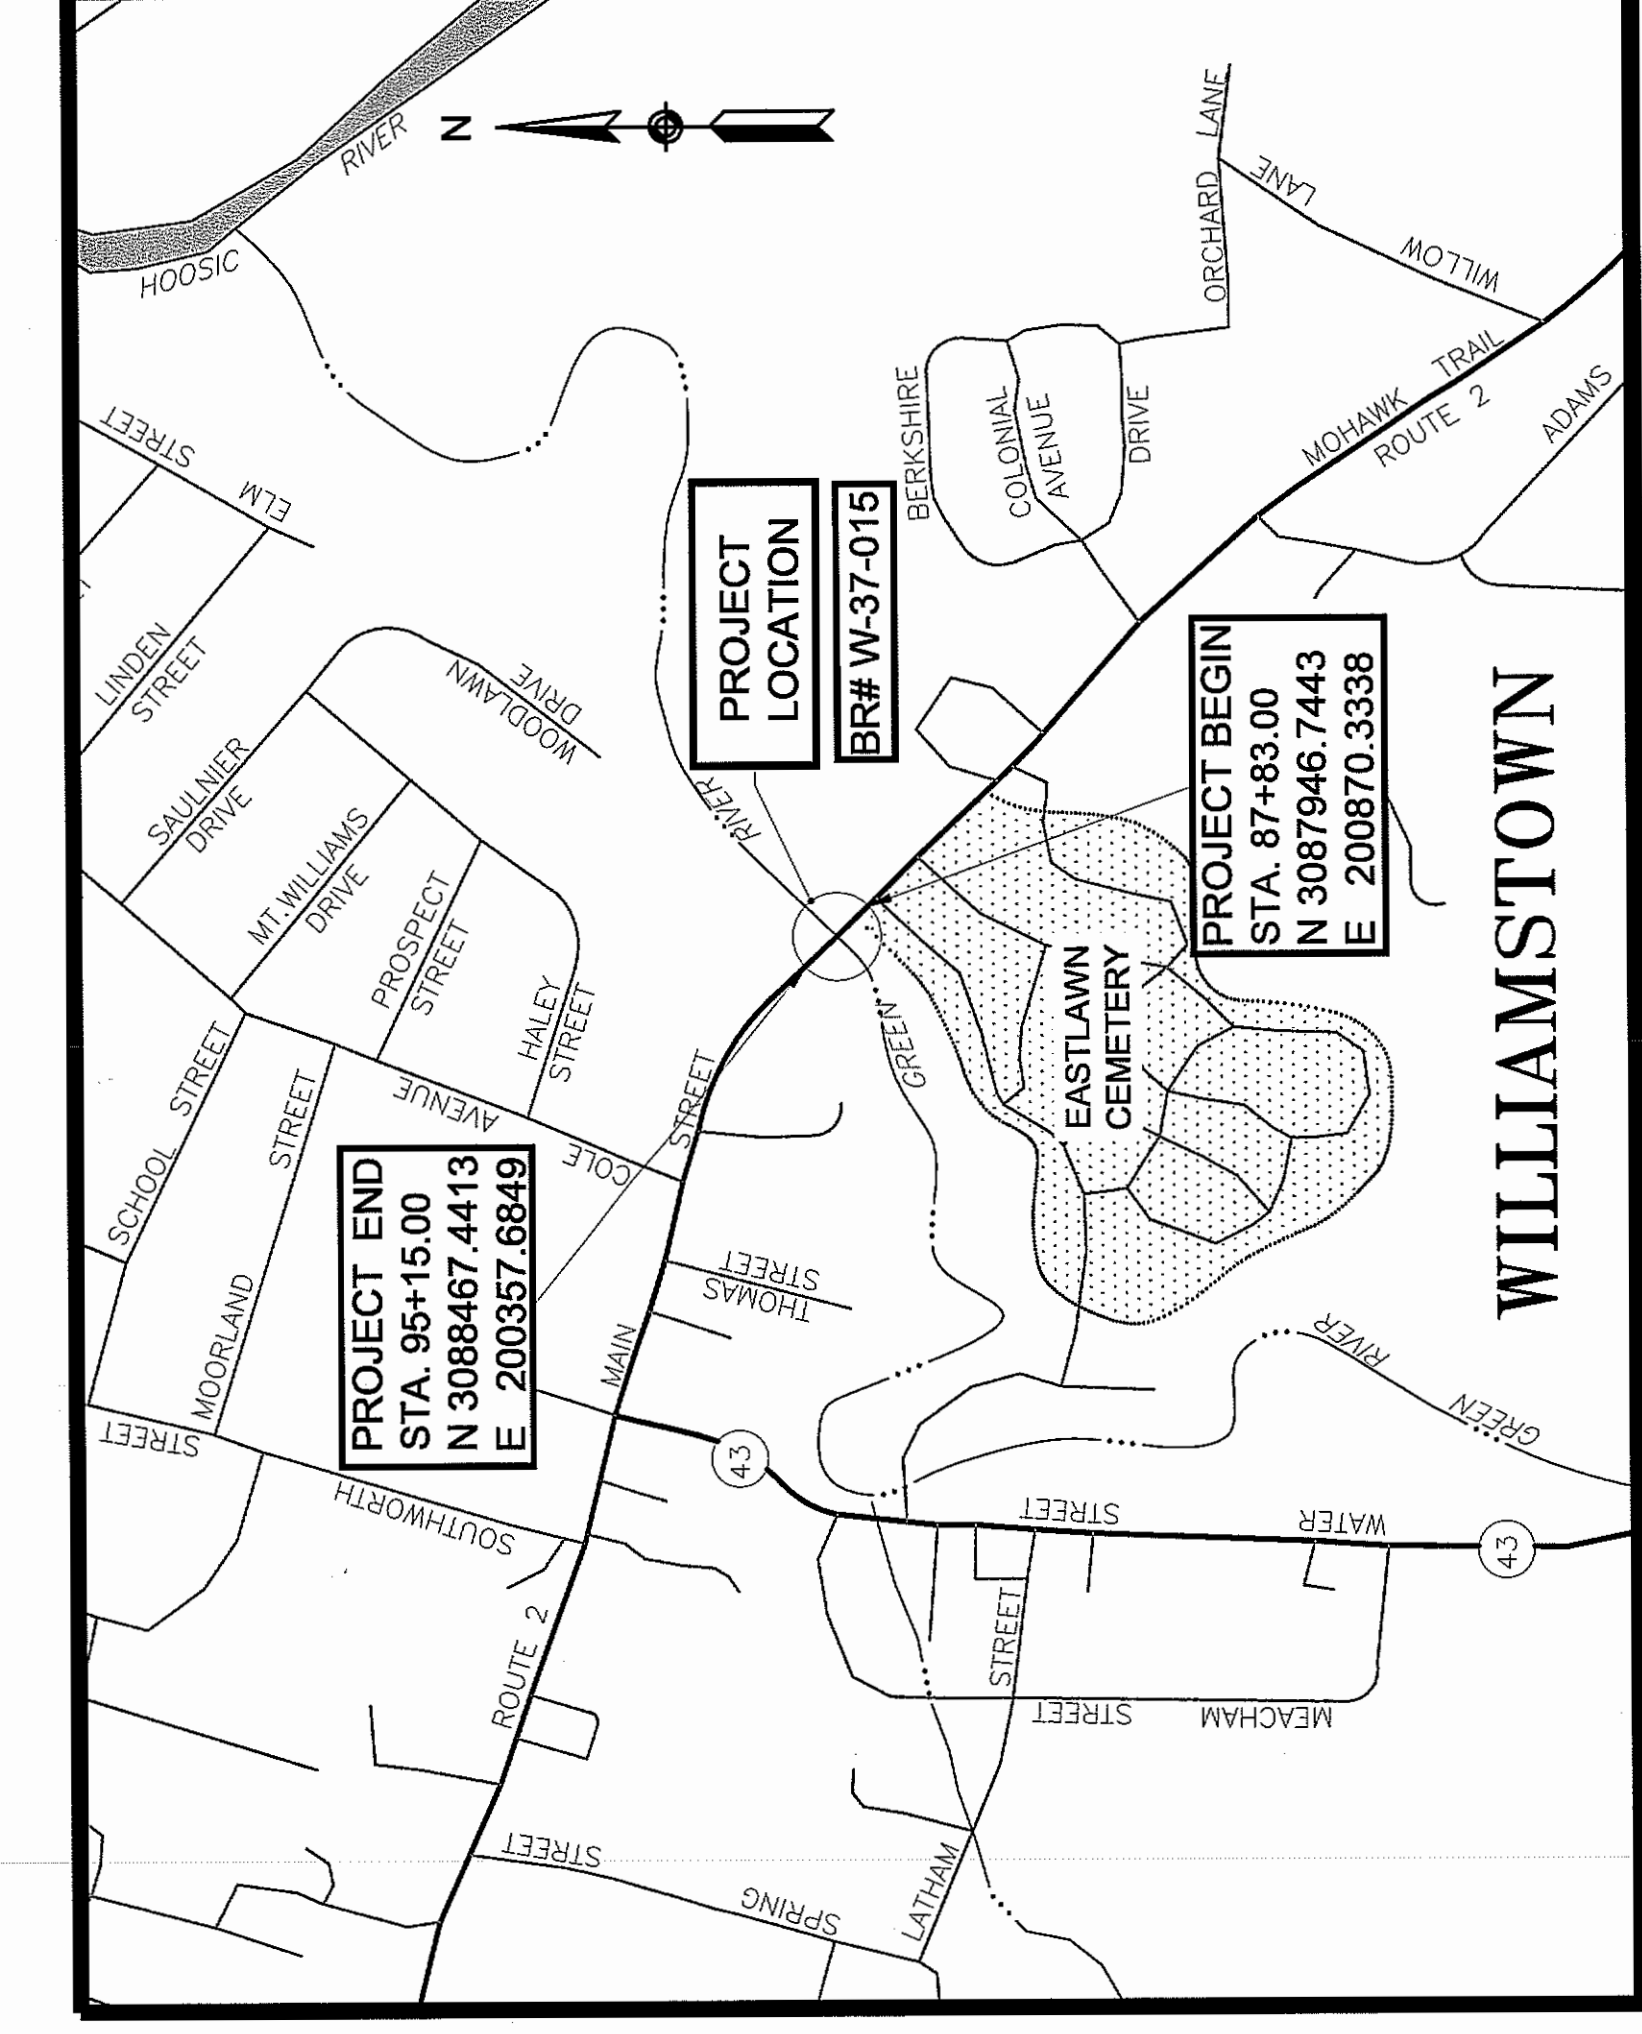 HOOSIC
RIVER
N
ELM
STREET
LINDEN
STREET
SAULNIER
DRIVE
WOODLAWN
DRIVE
MT. WILLIAMS
DRIVE
PROSPECT
STREET
HALEY
STREET
SCHOOL STREET
MOORLAND STREET
COLE AVENUE
SOUTHWORTH STREET
PROJECT END
STA. 95+15.00
N 3088467.4413
E 200357.6849
PROJECT
LOCATION
BR# W-37-015
RIVER
GREEN
MAIN STREET
ROUTE 2
THOMAS
STREET
43
SPRING STREET
LATHAM STREET
MEACHAM STREET
WATER STREET
43
GREEN RIVER
EASTLAWN
CEMETERY
PROJECT BEGIN
STA. 87+83.00
N 3087946.7443
E 200870.3338
BERKSHIRE
DRIVE
COLONIAL
AVENUE
ORCHARD LANE
WILLOW LANE
MOHAWK TRAIL
ROUTE 2
ADAMS
WILLIAMSTOWN